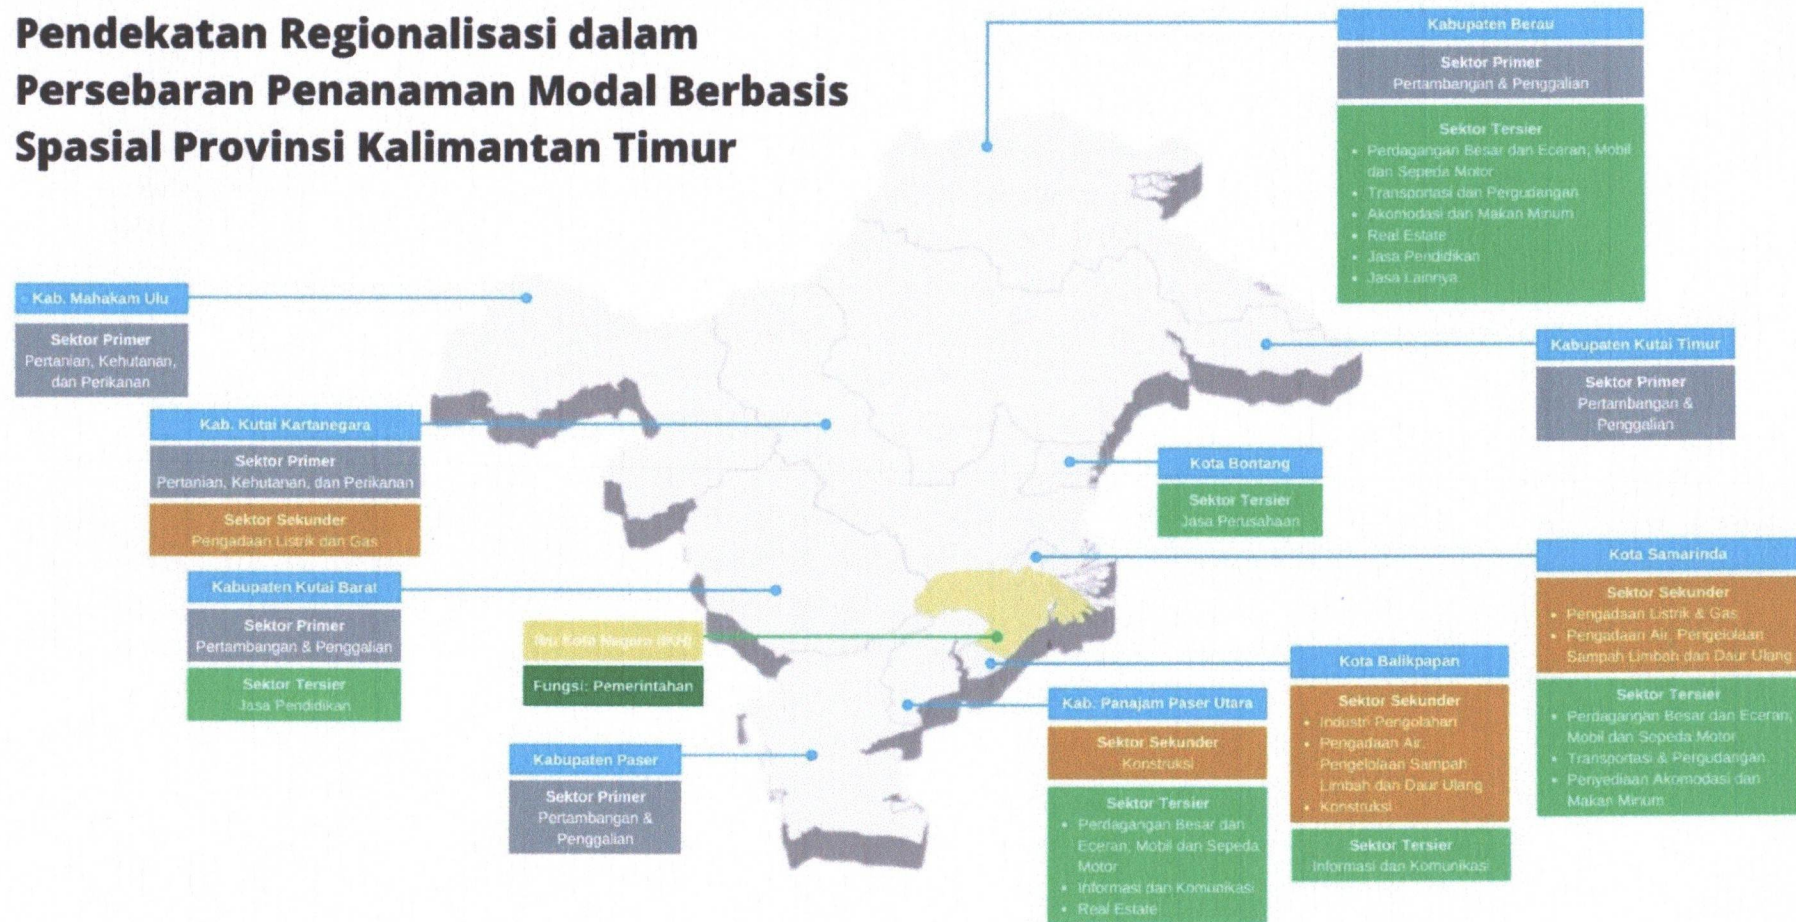 Pendekatan Regionalisasi dalam
Persebaran Penanaman Modal Berbasis
Spasial Provinsi Kalimantan Timur
Kabupaten Berau
Sektor Primer
Pertambangan & Penggalian
Sektor Tersier
• Perdagangan Besar dan Eceran; Mobil
dan Sepeda Motor
• Transportasi dan Pergudangan
• Akomodasi dan Makan Minum
• Real Estate
• Jasa Pendidikan
• Jasa Lainnya
Kab. Mahakam Ulu
Sektor Primer
Pertanian, Kehutanan,
dan Perikanan
Kabupaten Kutai Timur
Sektor Primer
Pertambangan &
Penggalian
Kab. Kutai Kartanegara
Sektor Primer
Pertanian, Kehutanan, dan Perikanan
Sektor Sekunder
Pengadaan Listrik dan Gas
Kota Bontang
Sektor Tersier
Jasa Perusahaan
Kota Samarinda
Sektor Sekunder
• Pengadaan Listrik & Gas
• Pengadaan Air, Pengelolaan
Sampah Limbah dan Daur Ulang
Sektor Tersier
• Perdagangan Besar dan Eceran;
Mobil dan Sepeda Motor
• Transportasi & Pergudangan
• Penyediaan Akomodasi dan
Makan Minum
Kabupaten Kutai Barat
Sektor Primer
Pertambangan & Penggalian
Sektor Tersier
Jasa Pendidikan
Ibu Kota Negara (IKN)
Fungsi: Pemerintahan
Kota Balikpapan
Sektor Sekunder
• Industri Pengolahan
• Pengadaan Air,
Pengelolaan Sampah
Limbah dan Daur Ulang
• Konstruksi
Sektor Tersier
Informasi dan Komunikasi
Kab. Panajam Paser Utara
Sektor Sekunder
Konstruksi
Sektor Tersier
• Perdagangan Besar dan
Eceran; Mobil dan Sepeda
Motor
• Informasi dan Komunikasi
• Real Estate
Kabupaten Paser
Sektor Primer
Pertambangan &
Penggalian